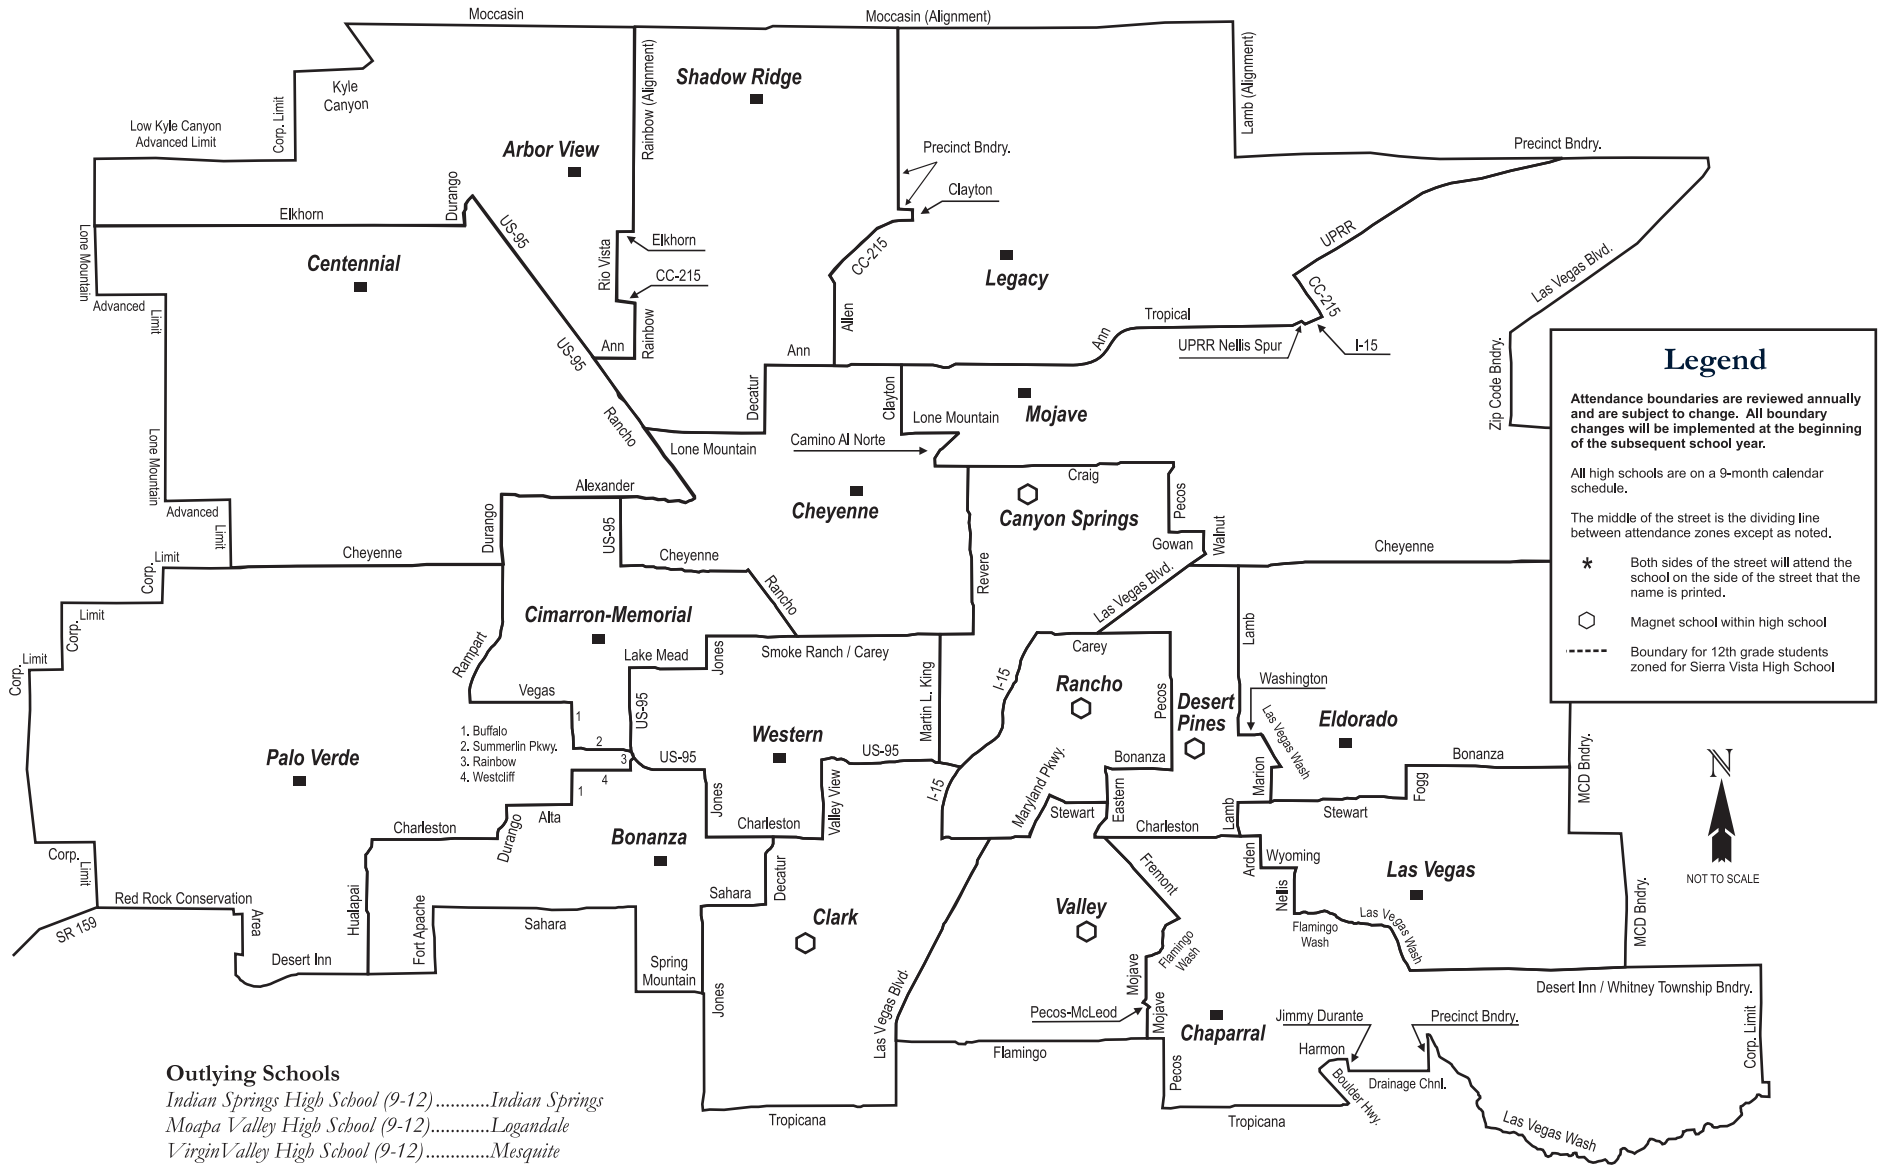 Moccasin
Moccasin (Alignment)
Kyle
Canyon
Corp. Limit
Low Kyle Canyon
Advanced Limit
Rainbow (Alignment)
Shadow Ridge
Lamb (Alignment)
Precinct Bndry.
Arbor View
Precinct Bndry.
Clayton
Durango
Elkhorn
US-95
Lone Mountain
Centennial
Rio Vista
Elkhorn
CC-215
CC-215
Legacy
UPRR
CC-215
Las Vegas Blvd.
Advanced
Limit
Rainbow
Ann
US-95
Allen
Ann
Ann
Tropical
UPRR Nellis Spur
I-15
Zip Code Bndry.
Legend
Attendance boundaries are reviewed annually
and are subject to change. All boundary
changes will be implemented at the beginning
of the subsequent school year.
All high schools are on a 9-month calendar
schedule.
The middle of the street is the dividing line
between attendance zones except as noted.
* Both sides of the street will attend the
school on the side of the street that the
name is printed.
Magnet school within high school
Boundary for 12th grade students
zoned for Sierra Vista High School
Decatur
Clayton
Mojave
Lone Mountain
Rancho
Lone Mountain
Camino Al Norte
Lone Mountain
Advanced
Limit
Alexander
Cheyenne
Craig
Canyon Springs
Pecos
Gowan
Walnut
Durango
US-95
Cheyenne
Cheyenne
Rancho
Revere
Las Vegas Blvd.
Cheyenne
Limit
Corp.
Limit
Corp.
Limit
Corp.
Cimarron-Memorial
Rampart
Lake Mead
Jones
Smoke Ranch / Carey
Martin L. King
I-15
Carey
Rancho
Pecos
Lamb
Washington
Desert
Pines
Las Vegas Wash
Eldorado
Vegas
1
2
3
4
1
US-95
1. Buffalo
2. Summerlin Pkwy.
3. Rainbow
4. Westcliff
Palo Verde
US-95
Western
US-95
Jones
Valley View
I-15
Maryland Pkwy.
Bonanza
Eastern
Stewart
Marion
Lamb
Stewart
Fogg
Bonanza
MCD Bndry.
N
NOT TO SCALE
Alta
Durango
Charleston
Bonanza
Charleston
Charleston
Corp.
Limit
Red Rock Conservation
Area
SR 159
Desert Inn
Hualapai
Fort Apache
Sahara
Sahara
Decatur
Clark
Spring
Mountain
Jones
Las Vegas Blvd.
Valley
Fremont
Flamingo
Wash
Mojave
Pecos-McLeod
Mojave
Arden
Wyoming
Nellis
Flamingo
Wash
Las Vegas Wash
Las Vegas
MCD Bndry.
Desert Inn / Whitney Township Bndry.
Chaparral
Jimmy Durante
Precinct Bndry.
Harmon
Boulder Hwy.
Drainage Chnl.
Corp. Limit
Las Vegas Wash
Flamingo
Pecos
Tropicana
Tropicana
Outlying Schools
Indian Springs High School (9-12)...........Indian Springs
Moapa Valley High School (9-12)............Logandale
VirginValley High School (9-12).............Mesquite